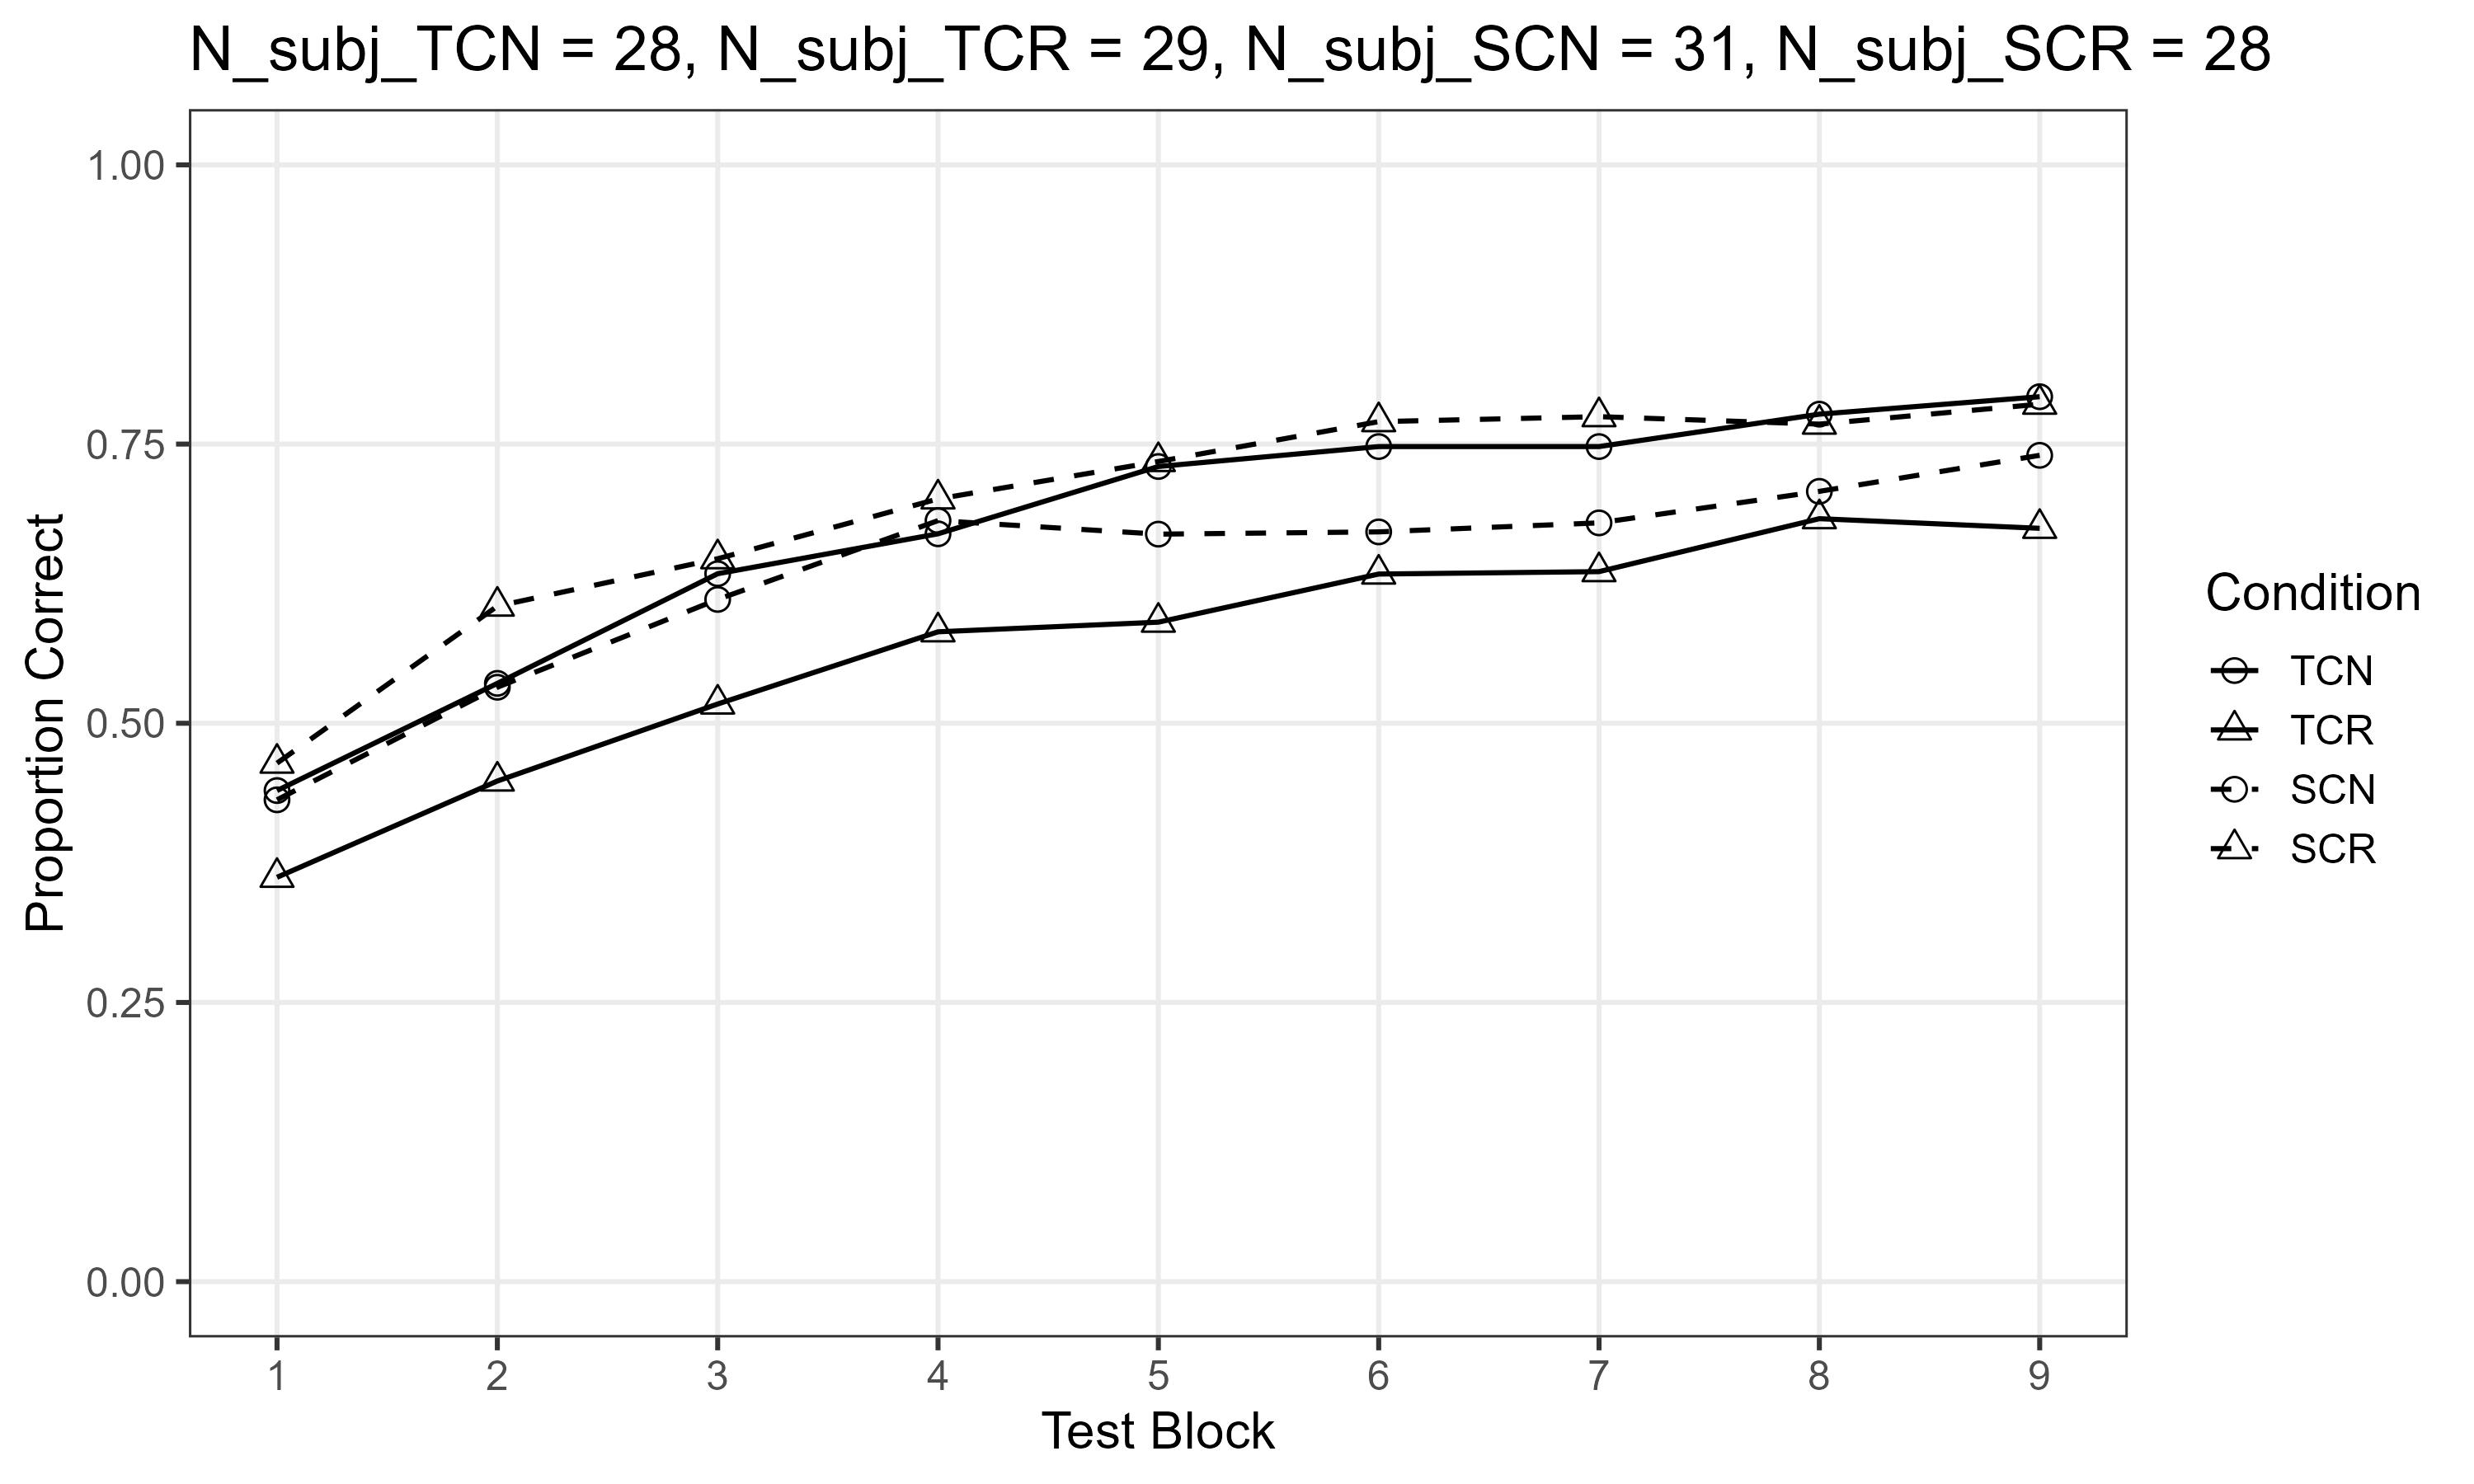 N_subj_TCN = 28, N_subj_TCR = 29, N_subj_SCN = 31, N_subj_SCR = 28
1.00
0.75
0.50
0.25
0.00
Proportion Correct
1 2 3 4 5 6 7 8 9
Test Block
Condition
TCN
TCR
SCN
SCR